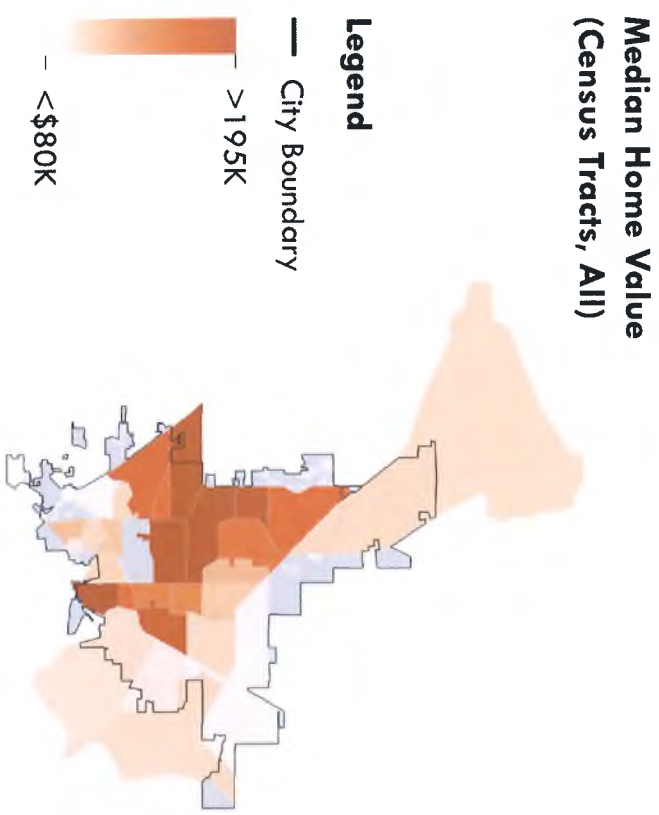 Median Home Value
(Census Tracts, All)
Legend
City Boundary
>195K
<$80K